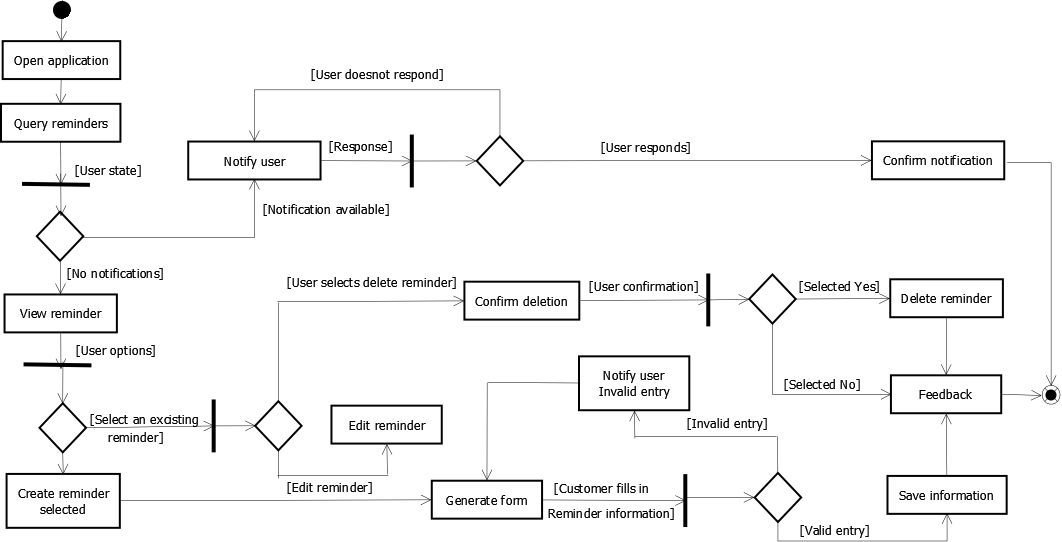 Open application
Query reminders
[User state]
[User doesnot respond]
Notify user
[Response]
[User responds]
Confirm notification
[Notification available]
[No notifications]
View reminder
[User options]
[User selects delete reminder]
Confirm deletion
[User confirmation]
[Selected Yes]
Delete reminder
[Selected No]
Feedback
Notify user
Invalid entry
[Select an excisting
reminder]
Edit reminder
[Edit reminder]
[Invalid entry]
Create reminder
selected
Generate form
[Customer fills in
Reminder information]
[Valid entry]
Save information